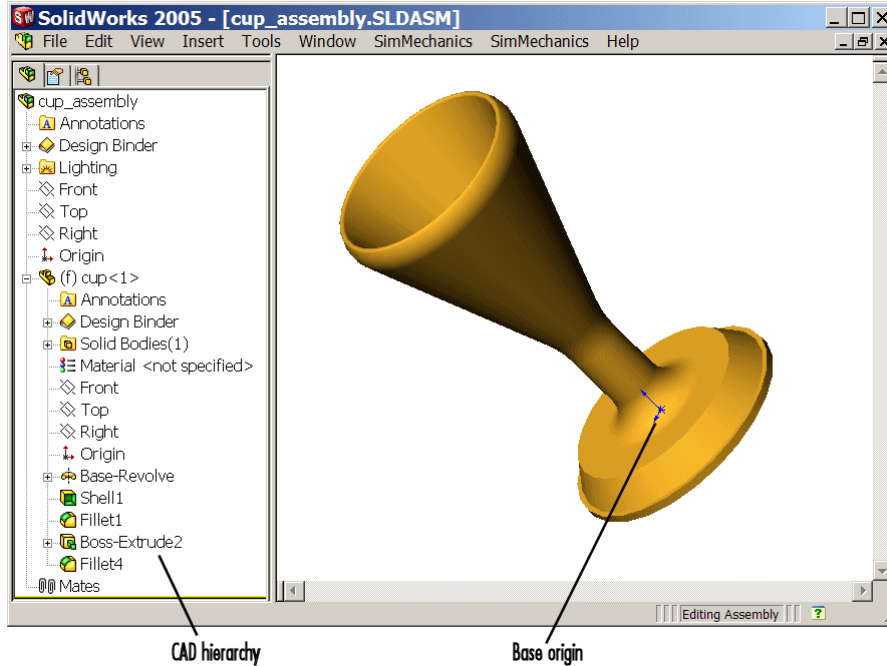 SolidWorks 2005 - [cup_assembly.SLDASM]
File Edit View Insert Tools Window SimMechanics SimMechanics Help
cup_assembly
Annotations
Design Binder
Lighting
Front
Top
Right
Origin
(f) cup<1>
Annotations
Design Binder
Solid Bodies(1)
Material <not specified>
Front
Top
Right
Origin
Base-Revolve
Shell1
Fillet1
Boss-Extrude2
Fillet4
Mates
Editing Assembly
CAD hierarchy
Base origin